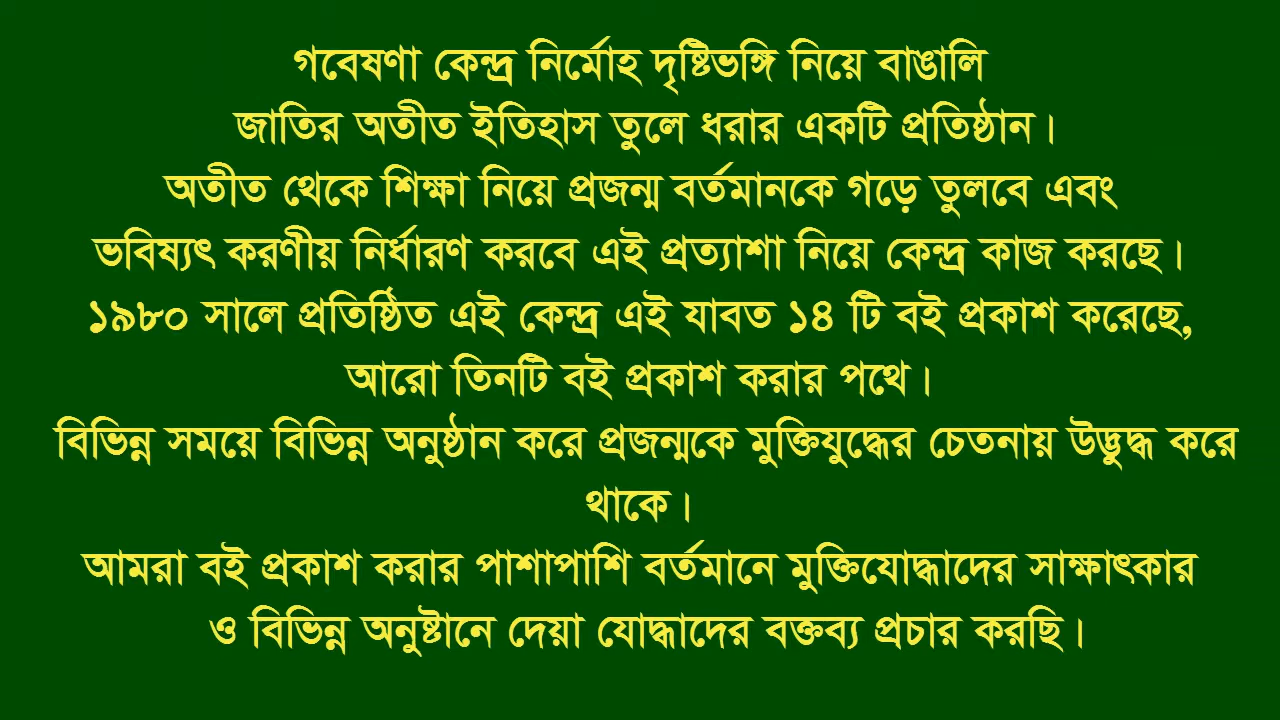 গবেষণা কেন্দ্র নির্মোহ দৃষ্টিভঙ্গি নিয়ে বাঙালি
জাতির অতীত ইতিহাস তুলে ধরার একটি প্রতিষ্ঠান।
অতীত থেকে শিক্ষা নিয়ে প্রজন্ম বর্তমানকে গড়ে তুলবে এবং
ভবিষ্যৎ করণীয় নির্ধারণ করবে এই প্রত্যাশা নিয়ে কেন্দ্র কাজ করছে।
১৯৮০ সালে প্রতিষ্ঠিত এই কেন্দ্র এই যাবত ১৪ টি বই প্রকাশ করেছে,
আরো তিনটি বই প্রকাশ করার পথে।
বিভিন্ন সময়ে বিভিন্ন অনুষ্ঠান করে প্রজন্মকে মুক্তিযুদ্ধের চেতনায় উদ্ভুদ্ধ করে
থাকে।
আমরা বই প্রকাশ করার পাশাপাশি বর্তমানে মুক্তিযোদ্ধাদের সাক্ষাৎকার
ও বিভিন্ন অনুষ্টানে দেয়া যোদ্ধাদের বক্তব্য প্রচার করছি।